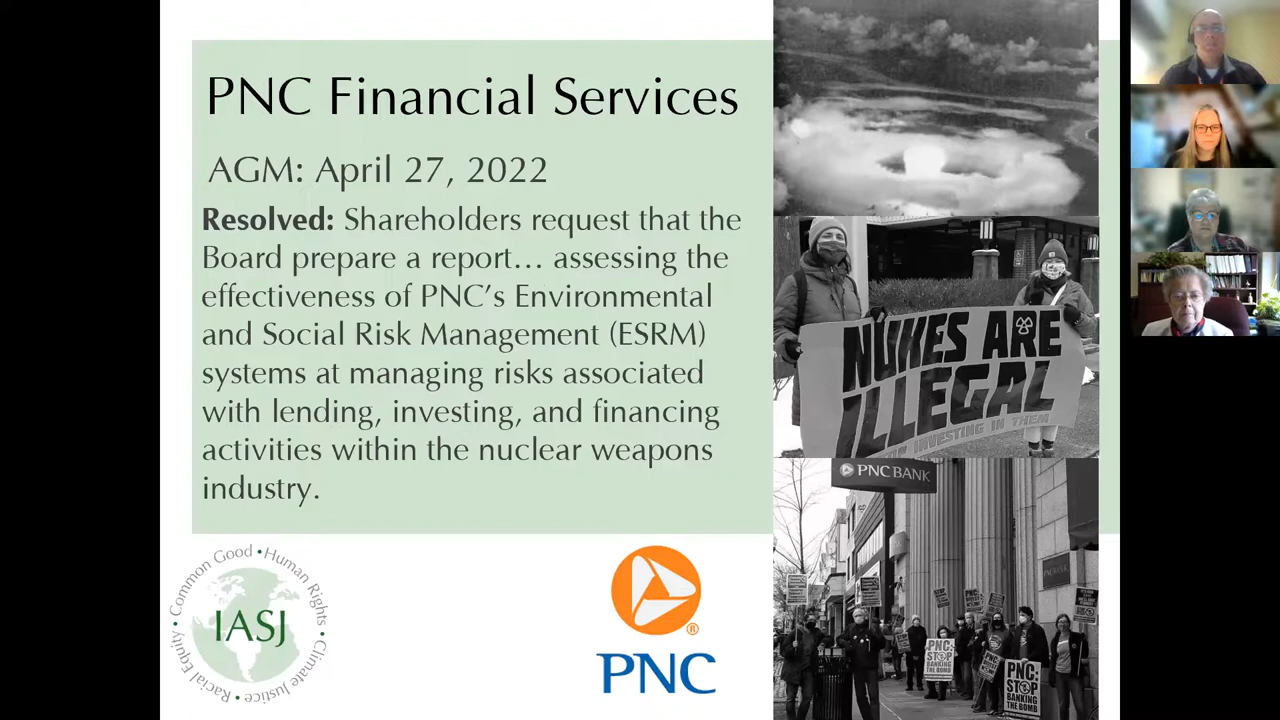 PNC Financial Services
AGM: April 27, 2022
Resolved: Shareholders request that the
Board prepare a report... assessing the
effectiveness of PNC's Environmental
and Social Risk Management (ESRM)
systems at managing risks associated
with lending, investing, and financing
activities within the nuclear weapons
industry.
NUKES ARE
ILLEGAL
INVESTING IN THEM
PNC BANK
PNC:
STOP
BANKING
THE BOMB
PNC:
STOP
BANKING
THE BOMB
Common Good • Human Rights • Climate Justice • Racial Equity •
IASJ
®
PNC